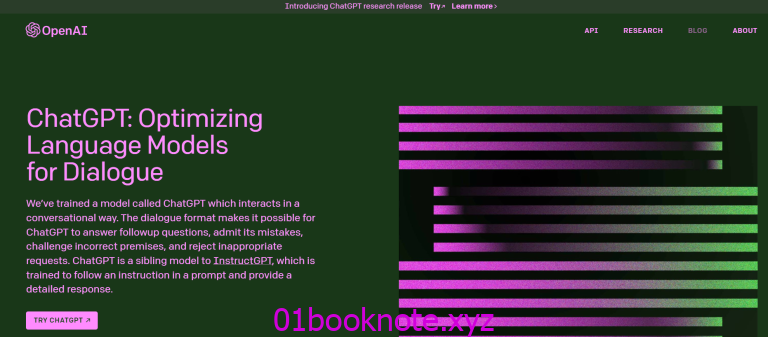 Introducing ChatGPT research release Try↗ Learn more›
OpenAI
API RESEARCH BLOG ABOUT
ChatGPT: Optimizing
Language Models
for Dialogue
We've trained a model called ChatGPT which interacts in a
conversational way. The dialogue format makes it possible for
ChatGPT to answer followup questions, admit its mistakes,
challenge incorrect premises, and reject inappropriate
requests. ChatGPT is a sibling model to InstructGPT, which is
trained to follow an instruction in a prompt and provide a
detailed response.
TRY CHATGPT ↗
01booknote.xyz